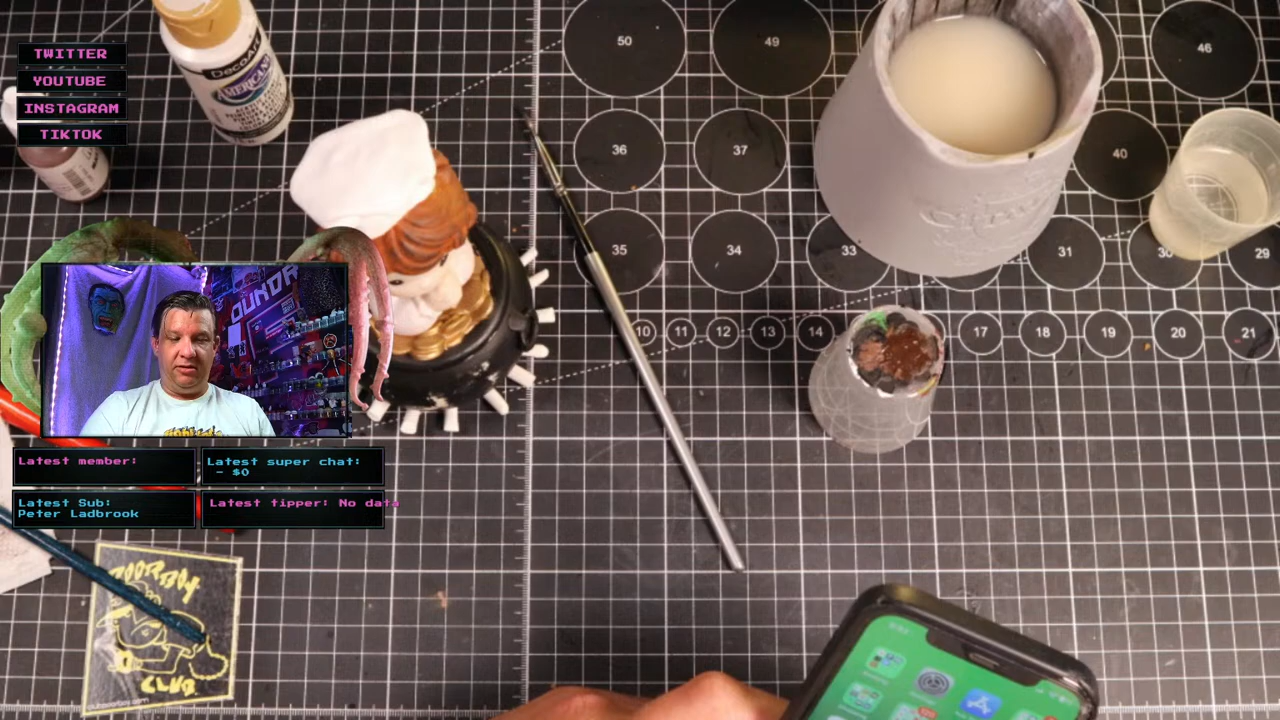 TWITTER
YOUTUBE
INSTAGRAM
TIKTOK
DecoArt
AMERICANA
50
49
46
36
37
40
35
34
33
31
30
29
10
11
12
13
14
17
18
19
20
21
Latest member:
Latest super chat:
- $0
Latest Sub:
Peter Ladbrook
Latest tipper: No data
POORBOY
CLUB